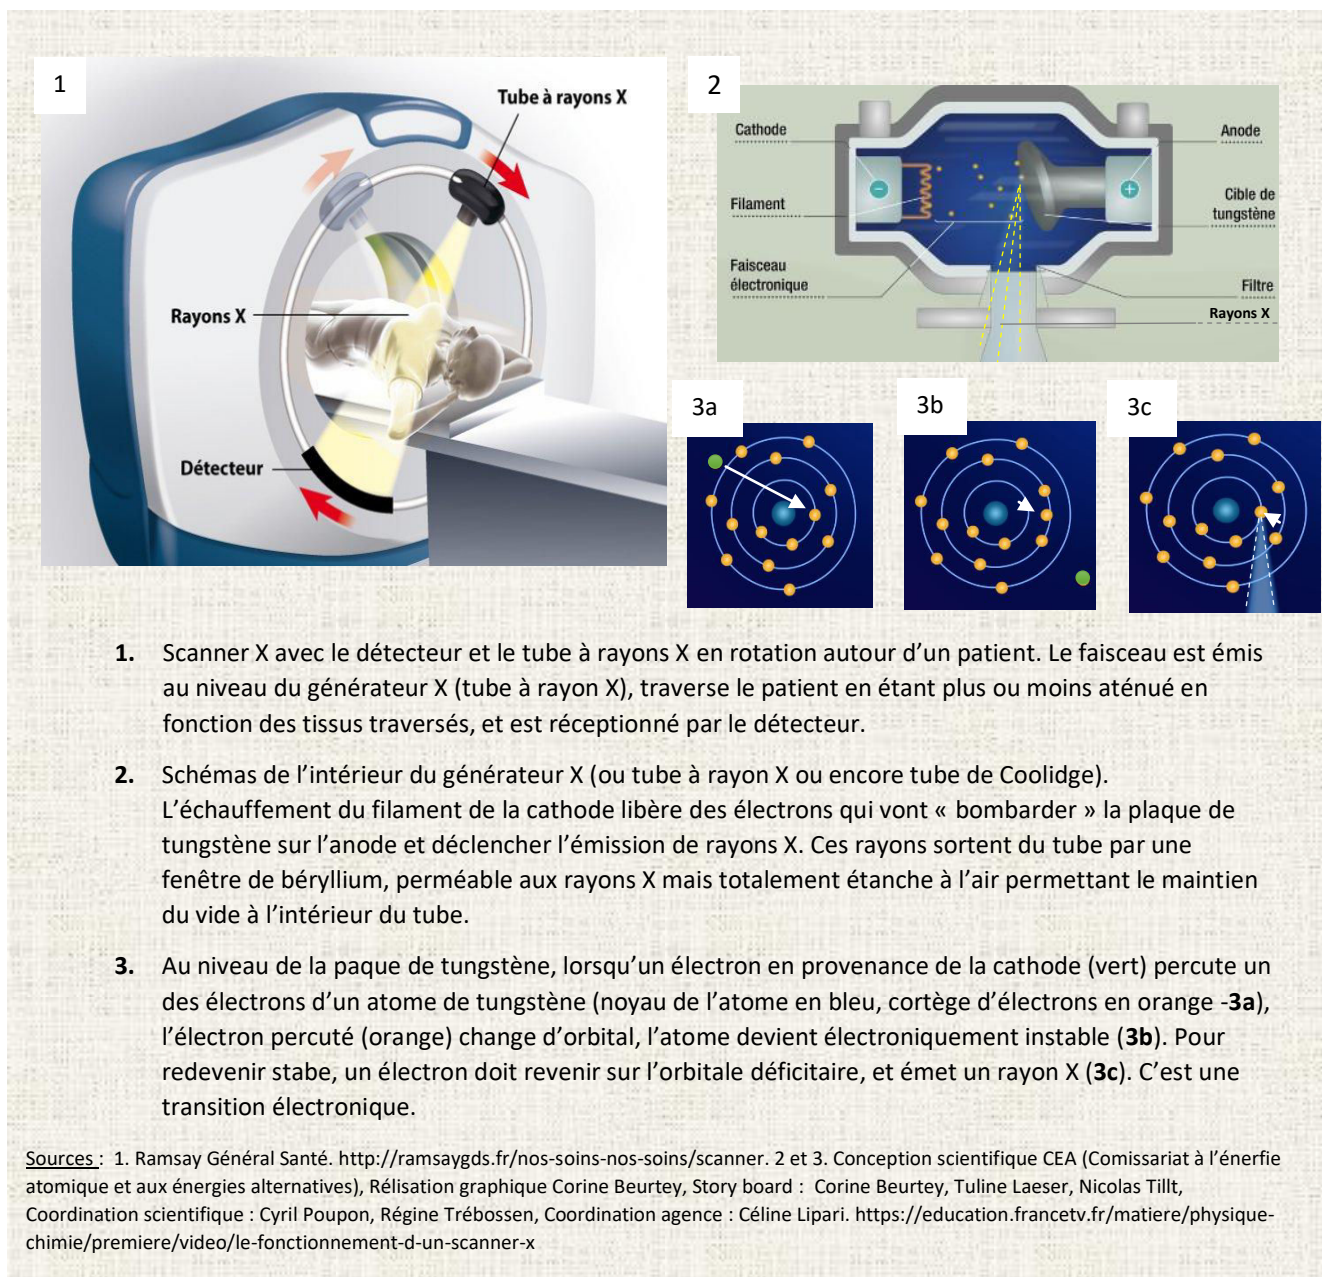 1
Tube à rayons X
Rayons X
Détecteur
2
Cathode
Anode
Filament
Cible de
tungstène
Faisceau
électronique
Filtre
Rayons X
3a
3b
3c
1. Scanner X avec le détecteur et le tube à rayons X en rotation autour d’un patient. Le faisceau est émis
au niveau du générateur X (tube à rayon X), traverse le patient en étant plus ou moins aténué en
fonction des tissus traversés, et est réceptionné par le détecteur.
2. Schémas de l’intérieur du générateur X (ou tube à rayon X ou encore tube de Coolidge).
L’échauffement du filament de la cathode libère des électrons qui vont « bombarder » la plaque de
tungstène sur l’anode et déclencher l’émission de rayons X. Ces rayons sortent du tube par une
fenêtre de béryllium, perméable aux rayons X mais totalement étanche à l’air permettant le maintien
du vide à l’intérieur du tube.
3. Au niveau de la paque de tungstène, lorsqu’un électron en provenance de la cathode (vert) percute un
des électrons d’un atome de tungstène (noyau de l’atome en bleu, cortège d’électrons en orange -3a),
l’électron percuté (orange) change d’orbital, l’atome devient électroniquement instable (3b). Pour
redevenir stabe, un électron doit revenir sur l’orbitale déficitaire, et émet un rayon X (3c). C’est une
transition électronique.
Sources : 1. Ramsay Général Santé. http://ramsaygds.fr/nos-soins-nos-soins/scanner. 2 et 3. Conception scientifique CEA (Comissariat à l’énerfie
atomique et aux énergies alternatives), Rélisation graphique Corine Beurtey, Story board : Corine Beurtey, Tuline Laeser, Nicolas Tillt,
Coordination scientifique : Cyril Poupon, Régine Trébossen, Coordination agence : Céline Lipari. https://education.francetv.fr/matiere/physique-
chimie/premiere/video/le-fonctionnement-d-un-scanner-x